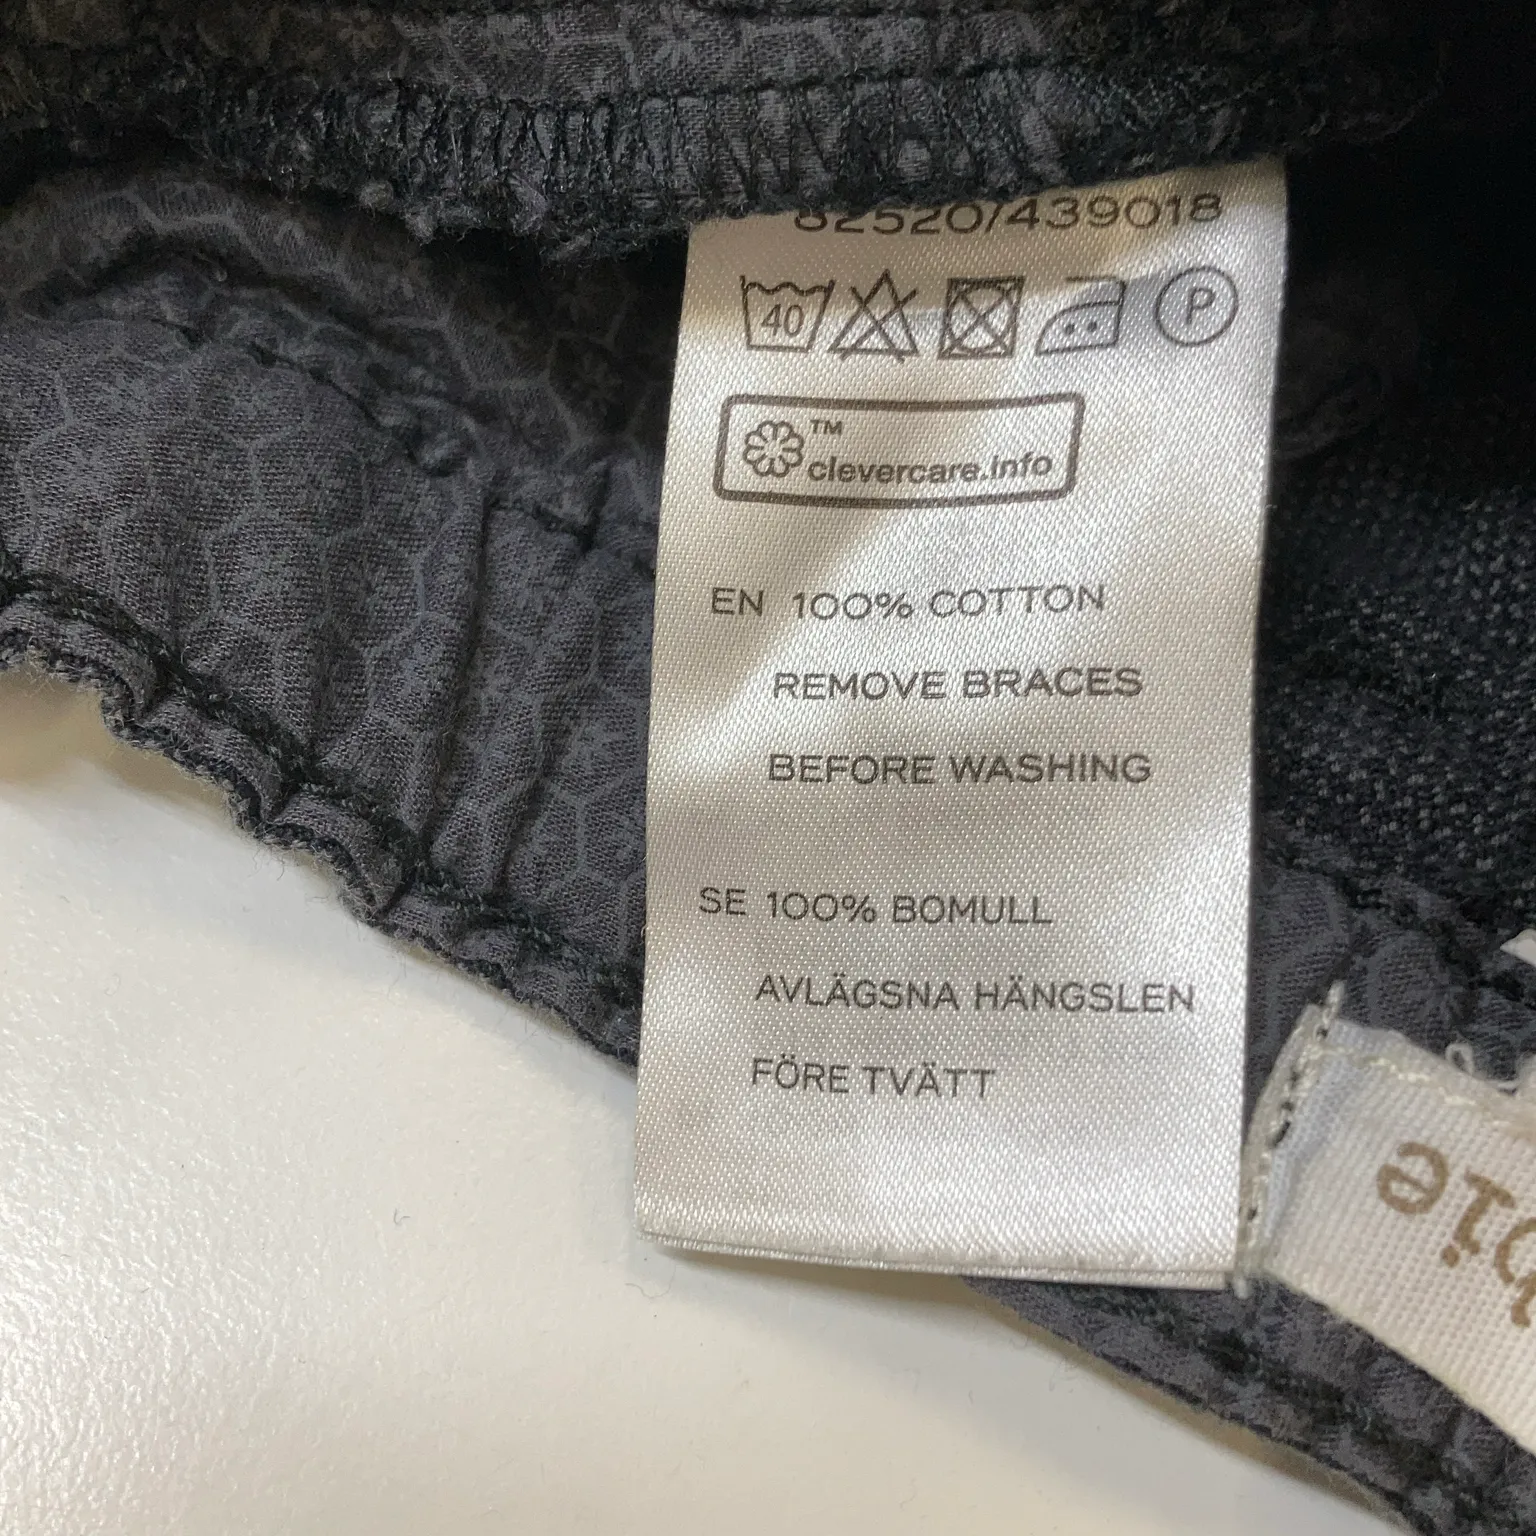 82520/439018
40 P
™
clevercare.info
EN 100% COTTON
REMOVE BRACES
BEFORE WASHING
SE 100% BOMULL
AVLÄGSNA HÄNGSLEN
FÖRE TVÄTT